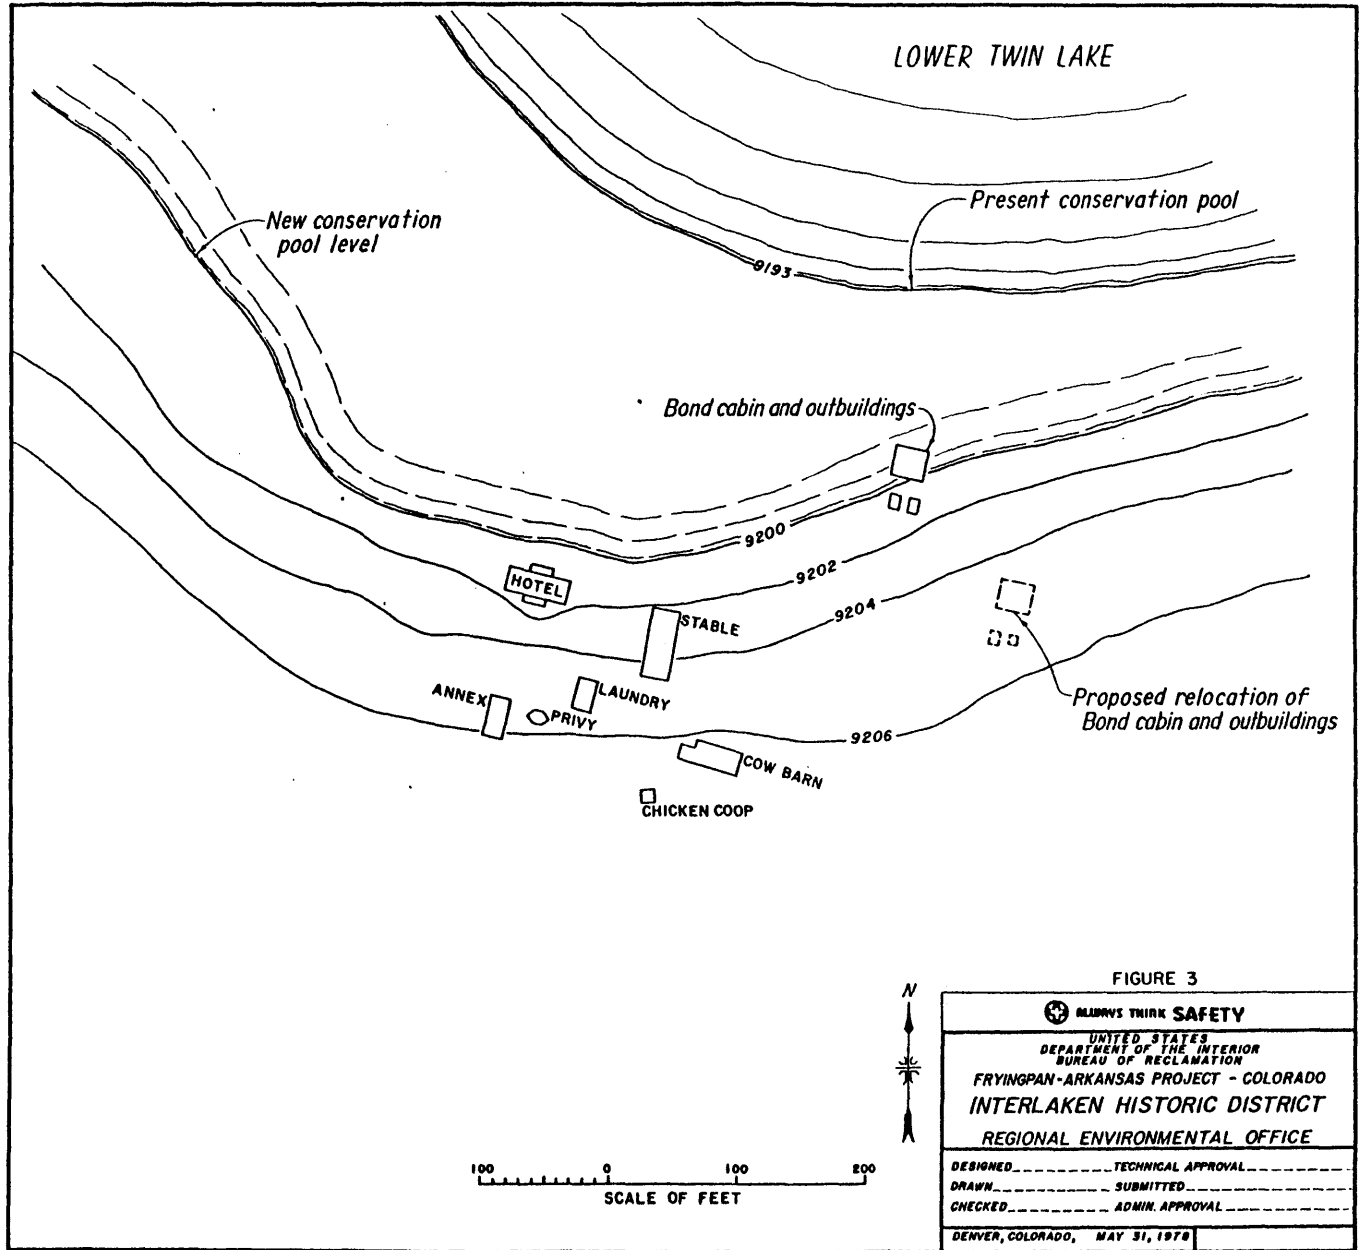 LOWER TWIN LAKE
Present conservation pool
New conservation
pool level
9193
Bond cabin and outbuildings
9200
9202
HOTEL
9204
STABLE
ANNEX
LAUNDRY
PRIVY
Proposed relocation of
Bond cabin and outbuildings
9206
COW BARN
CHICKEN COOP
FIGURE 3
N
ALWAYS THINK SAFETY
UNITED STATES
DEPARTMENT OF THE INTERIOR
BUREAU OF RECLAMATION
FRYINGPAN-ARKANSAS PROJECT - COLORADO
INTERLAKEN HISTORIC DISTRICT
REGIONAL ENVIRONMENTAL OFFICE
100 0 100 200
SCALE OF FEET
DESIGNED TECHNICAL APPROVAL
DRAWN SUBMITTED
CHECKED ADMIN. APPROVAL
DENVER, COLORADO, MAY 31, 1978